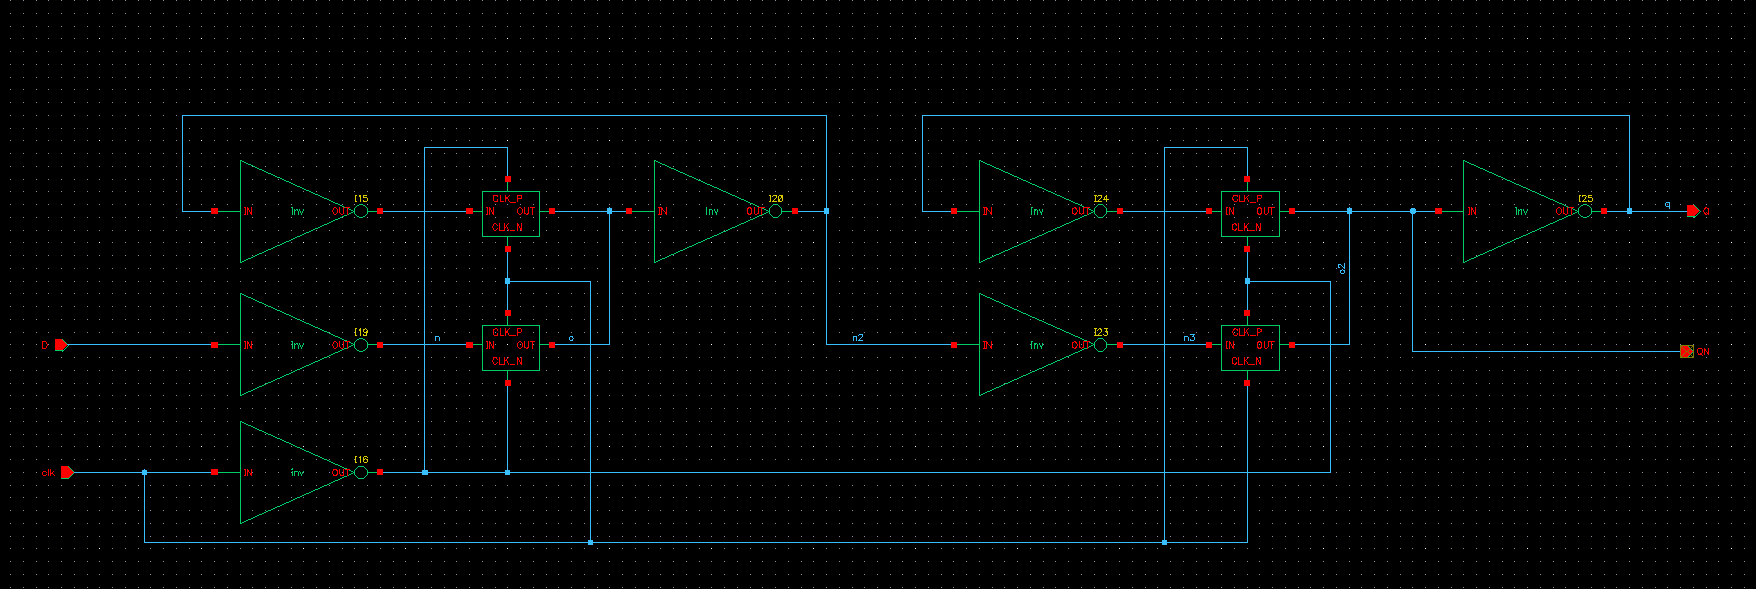 I15
I20
I24
I25
CLK_P
CLK_P
q
IN
inv
OUT
IN
OUT
IN
inv
OUT
IN
inv
OUT
IN
OUT
IN
inv
OUT
Q
CLK_N
CLK_N
o2
I19
I23
CLK_P
CLK_P
n
o
n2
n3
D
IN
inv
OUT
IN
OUT
IN
inv
OUT
IN
OUT
QN
CLK_N
CLK_N
I16
clk
IN
inv
OUT